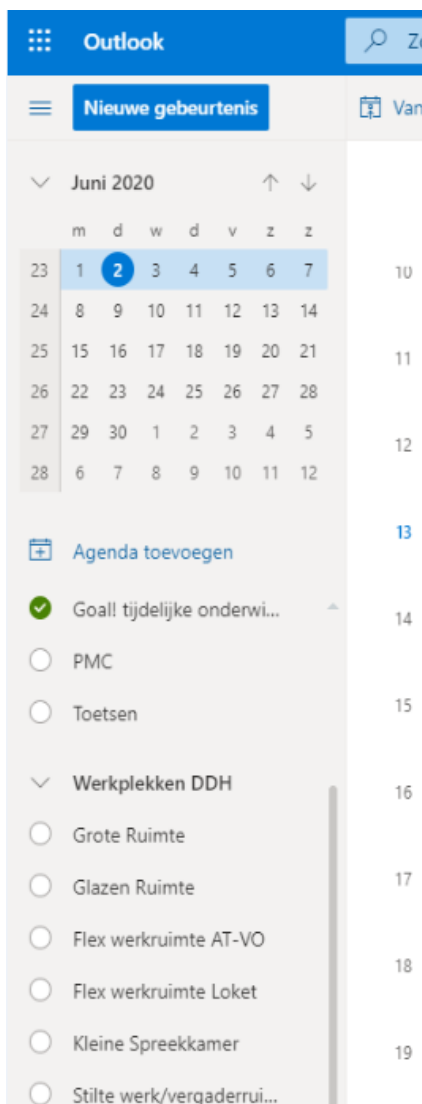 Outlook
Nieuwe gebeurtenis
Juni 2020
m d w d v z z
23 1 2 3 4 5 6 7
24 8 9 10 11 12 13 14
25 15 16 17 18 19 20 21
26 22 23 24 25 26 27 28
27 29 30 1 2 3 4 5
28 6 7 8 9 10 11 12
Agenda toevoegen
Goal! tijdelijke onderwi...
PMC
Toetsen
Werkplekken DDH
Grote Ruimte
Glazen Ruimte
Flex werkruimte AT-VO
Flex werkruimte Loket
Kleine Spreekkamer
Stilte werk/vergaderrui...
10
11
12
13
14
15
16
17
18
19